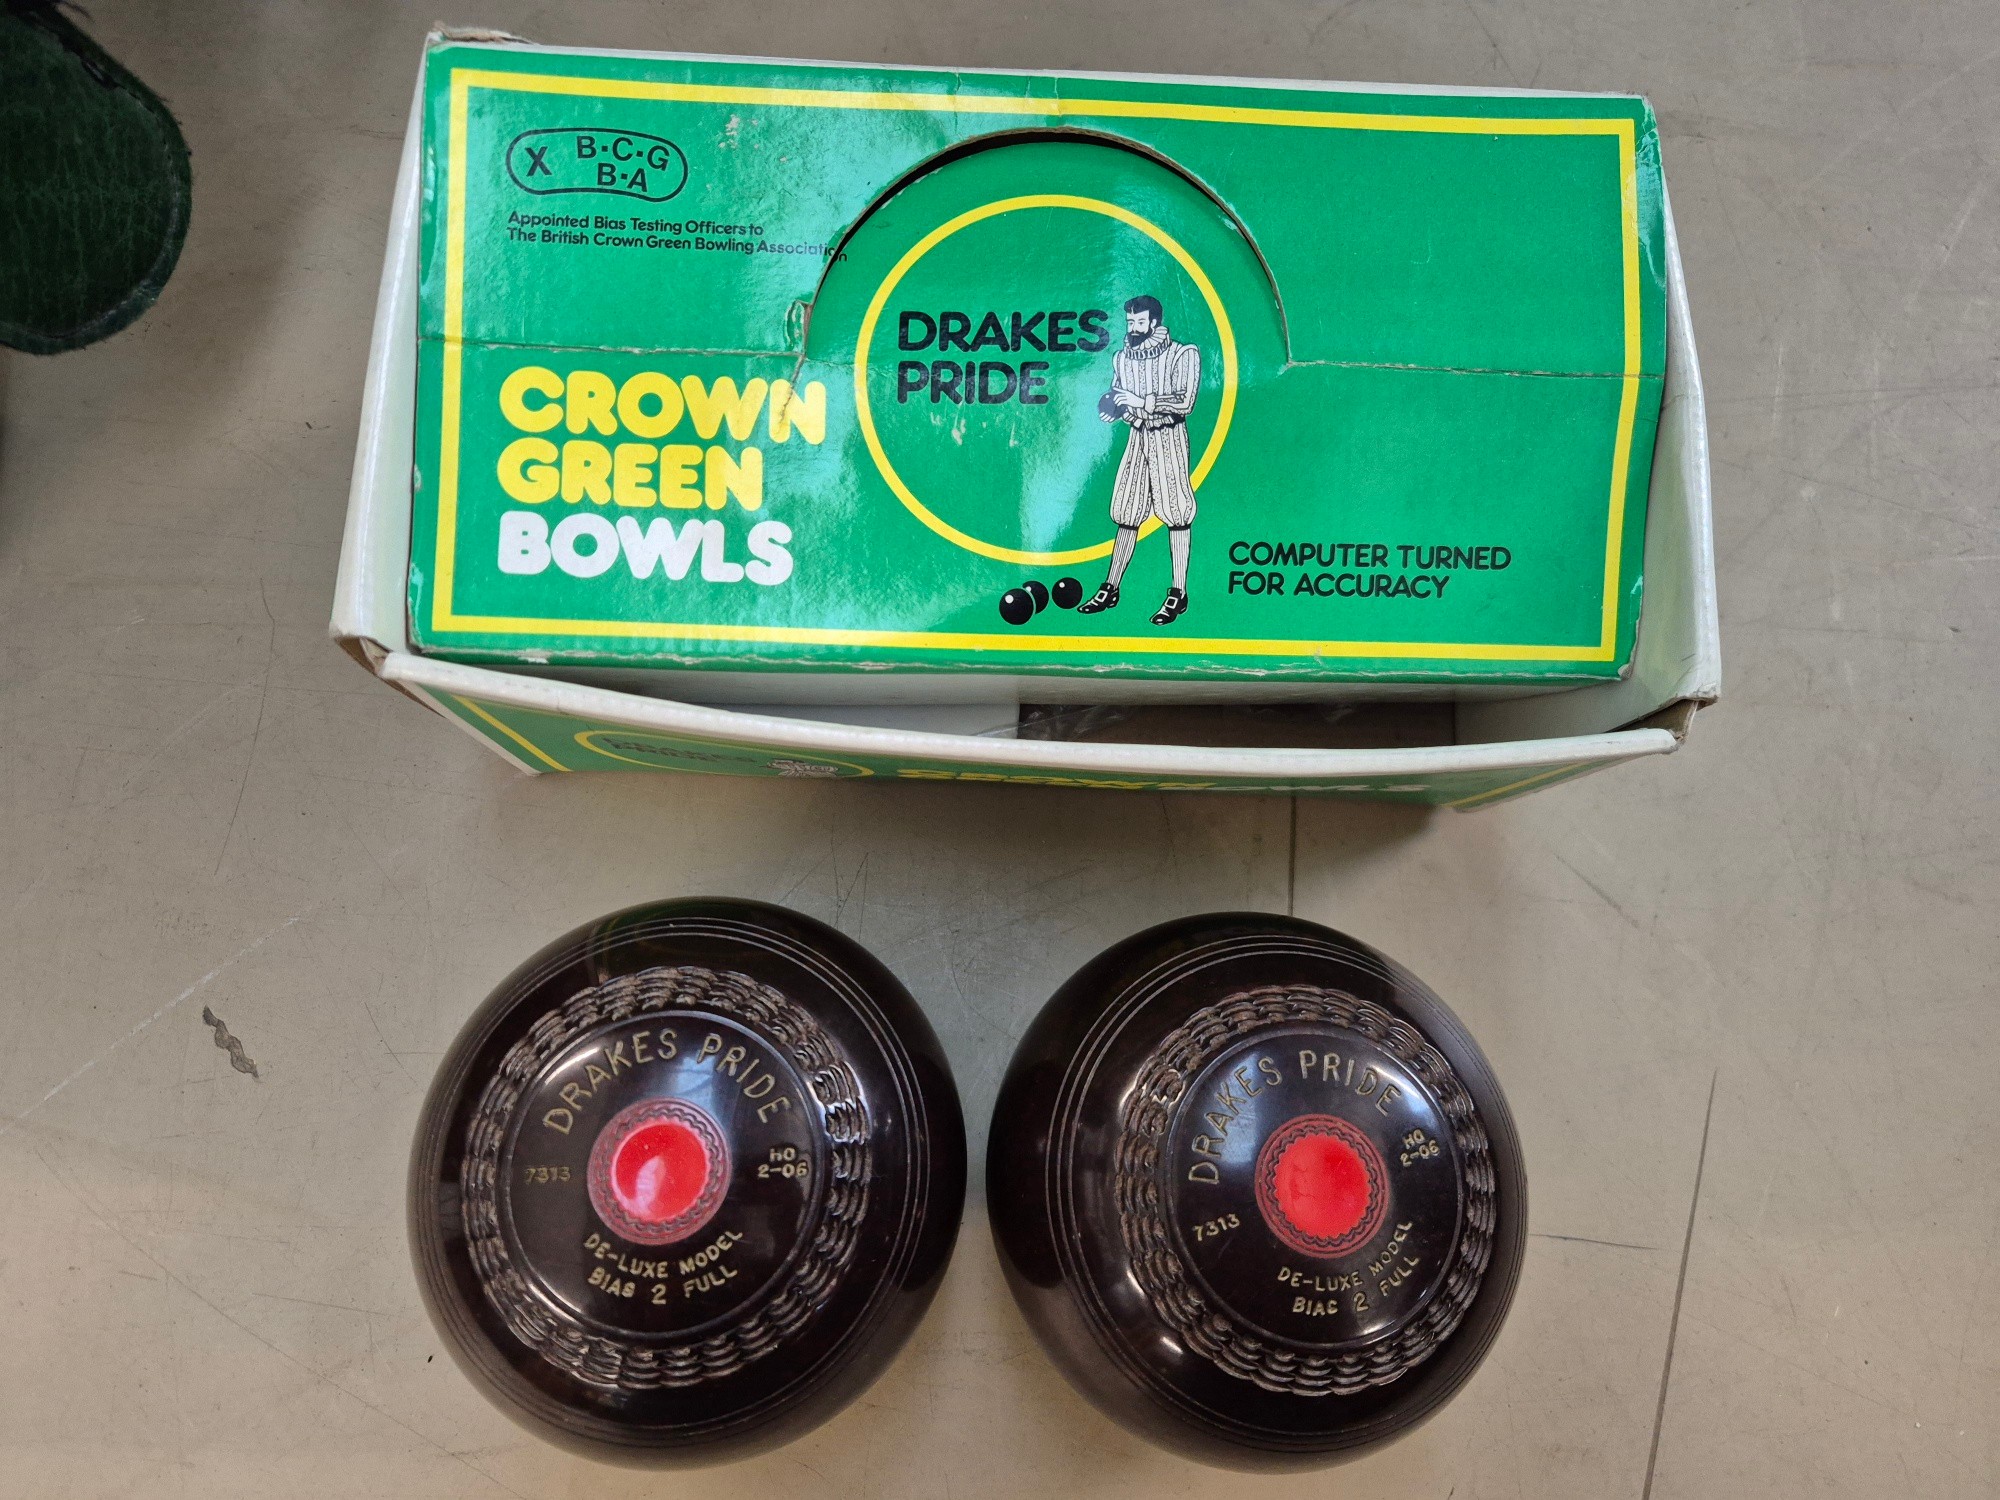 X B·C·G
B·A
Appointed Bias Testing Officers to
The British Crown Green Bowling Association
DRAKES
PRIDE
CROWN
GREEN
BOWLS
COMPUTER TURNED
FOR ACCURACY
DRAKES PRIDE
7313
HO
2-06
DE-LUXE MODEL
BIAS 2 FULL
DRAKES PRIDE
7313
HO
2-06
DE-LUXE MODEL
BIAS 2 FULL